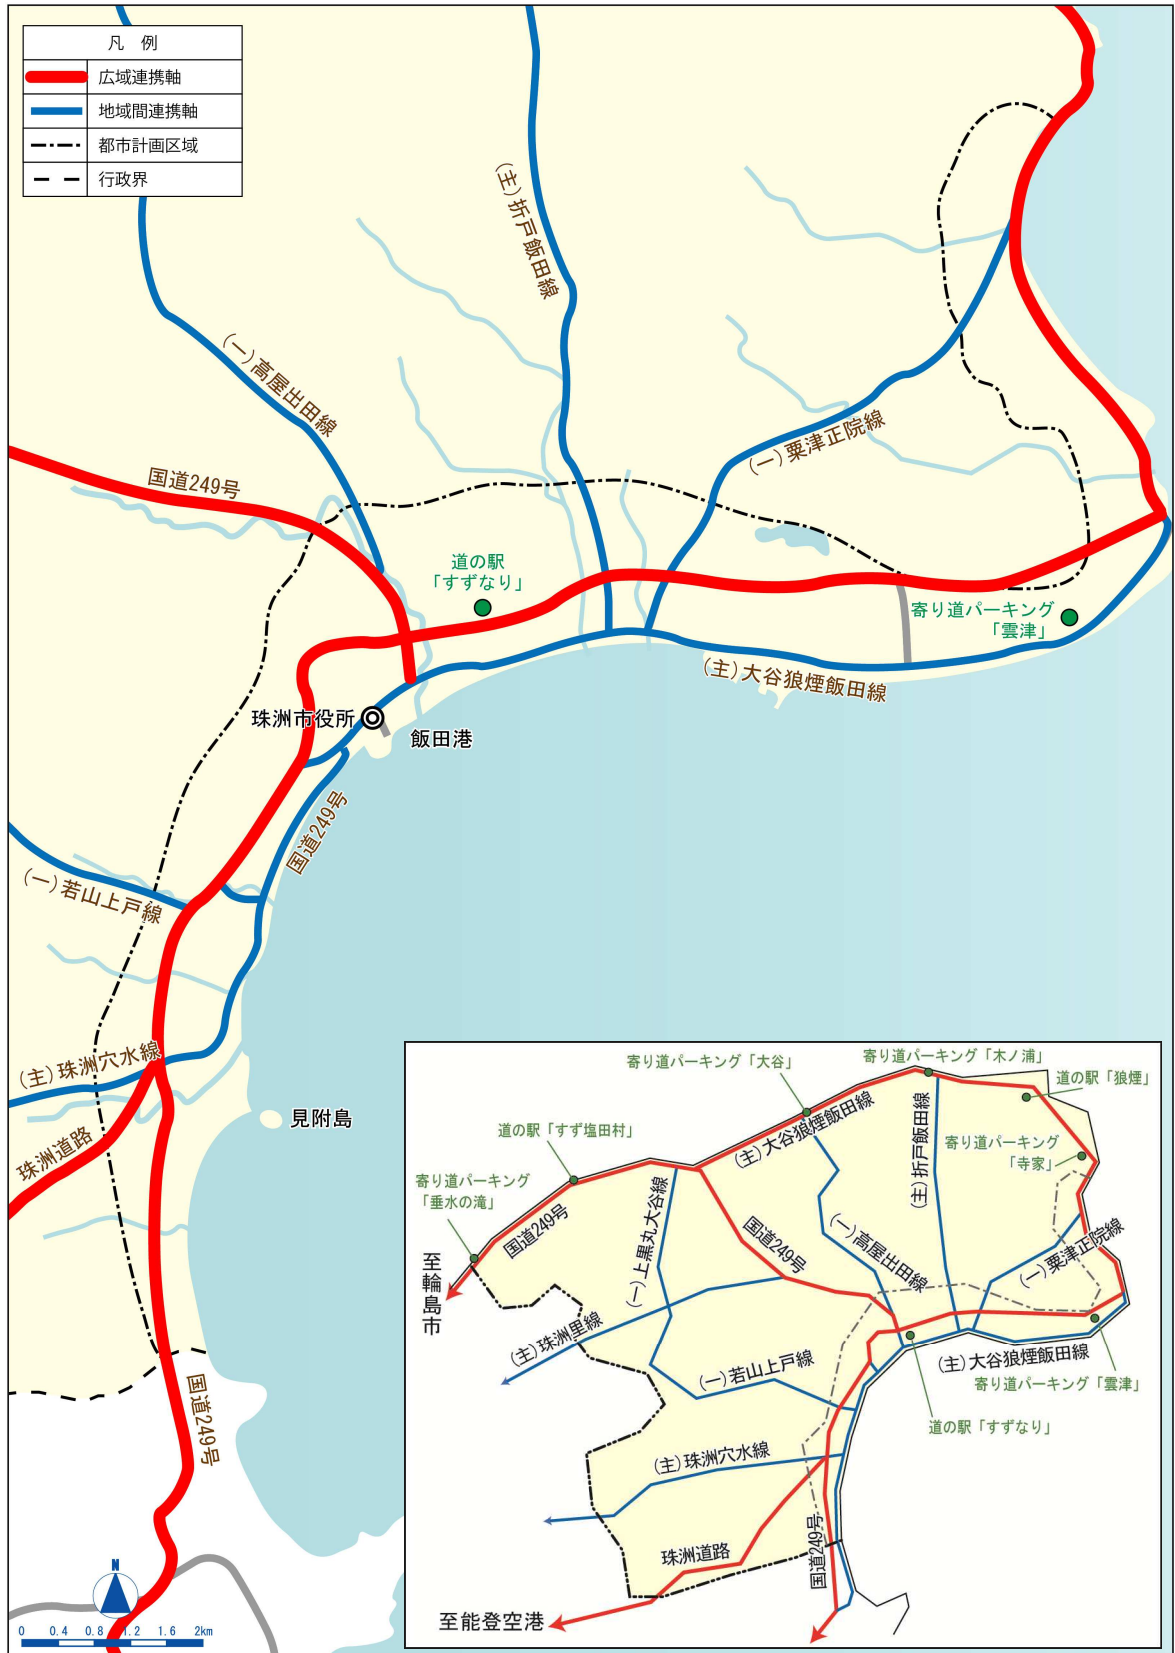 凡　例
広域連携軸
地域間連携軸
都市計画区域
行政界
(主)折戸飯田線
(一)高屋出田線
(一)粟津正院線
国道249号
道の駅
「すずなり」
寄り道パーキング
「雲津」
(主)大谷狼煙飯田線
珠洲市役所
飯田港
国道249号
(一)若山上戸線
(主)珠洲穴水線
珠洲道路
見附島
国道249号
N
0 0.4 0.8 1.2 1.6 2km
寄り道パーキング「大谷」
寄り道パーキング「木ノ浦」
道の駅「狼煙」
道の駅「すず塩田村」
(主)大谷狼煙飯田線
(主)折戸飯田線
寄り道パーキング
「寺家」
寄り道パーキング
「垂水の滝」
国道249号
(一)上黒丸大谷線
国道249号
(一)高屋出田線
(一)粟津正院線
至輪島市
(主)珠洲里線
(一)若山上戸線
(主)大谷狼煙飯田線
寄り道パーキング「雲津」
道の駅「すずなり」
(主)珠洲穴水線
珠洲道路
国道249号
至能登空港